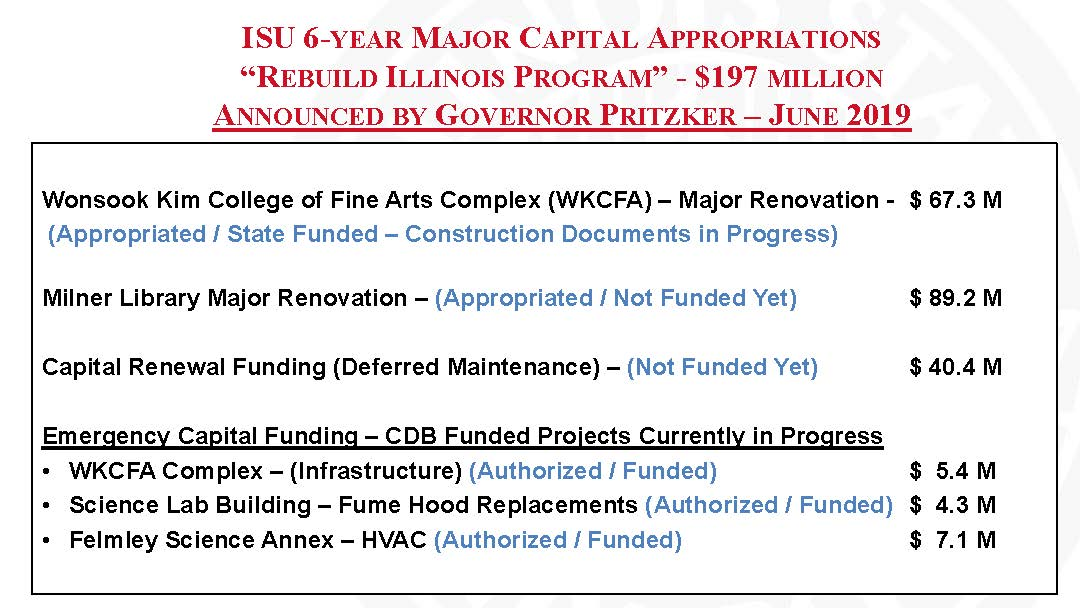 ISU 6-YEAR MAJOR CAPITAL APPROPRIATIONS
“REBUILD ILLINOIS PROGRAM” - $197 MILLION
ANNOUNCED BY GOVERNOR PRITZKER – JUNE 2019
Wonsook Kim College of Fine Arts Complex (WKCFA) – Major Renovation - $ 67.3 M
(Appropriated / State Funded – Construction Documents in Progress)
Milner Library Major Renovation – (Appropriated / Not Funded Yet) $ 89.2 M
Capital Renewal Funding (Deferred Maintenance) – (Not Funded Yet) $ 40.4 M
Emergency Capital Funding – CDB Funded Projects Currently in Progress
• WKCFA Complex – (Infrastructure) (Authorized / Funded) $ 5.4 M
• Science Lab Building – Fume Hood Replacements (Authorized / Funded) $ 4.3 M
• Felmley Science Annex – HVAC (Authorized / Funded) $ 7.1 M